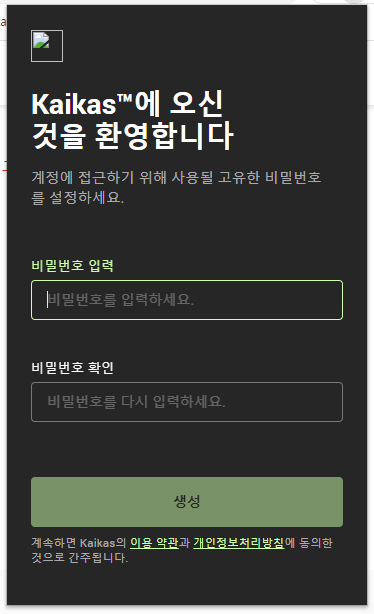 Kaikas™에 오신
것을 환영합니다
계정에 접근하기 위해 사용될 고유한 비밀번호
를 설정하세요.
비밀번호 입력
비밀번호를 입력하세요.
비밀번호 확인
비밀번호를 다시 입력하세요.
생성
계속하면 Kaikas의 이용 약관과 개인정보처리방침에 동의한
것으로 간주됩니다.